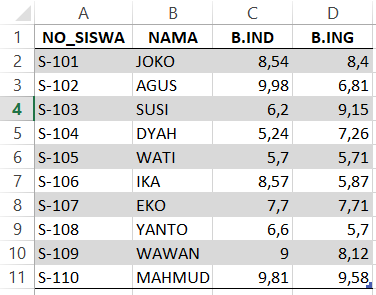 A B C D
1 NO_SISWA NAMA B.IND B.ING
2 S-101 JOKO 8,54 8,4
3 S-102 AGUS 9,98 6,81
4 S-103 SUSI 6,2 9,15
5 S-104 DYAH 5,24 7,26
6 S-105 WATI 5,7 5,71
7 S-106 IKA 8,57 5,87
8 S-107 EKO 7,7 7,71
9 S-108 YANTO 6,6 5,7
10 S-109 WAWAN 9 8,12
11 S-110 MAHMUD 9,81 9,58